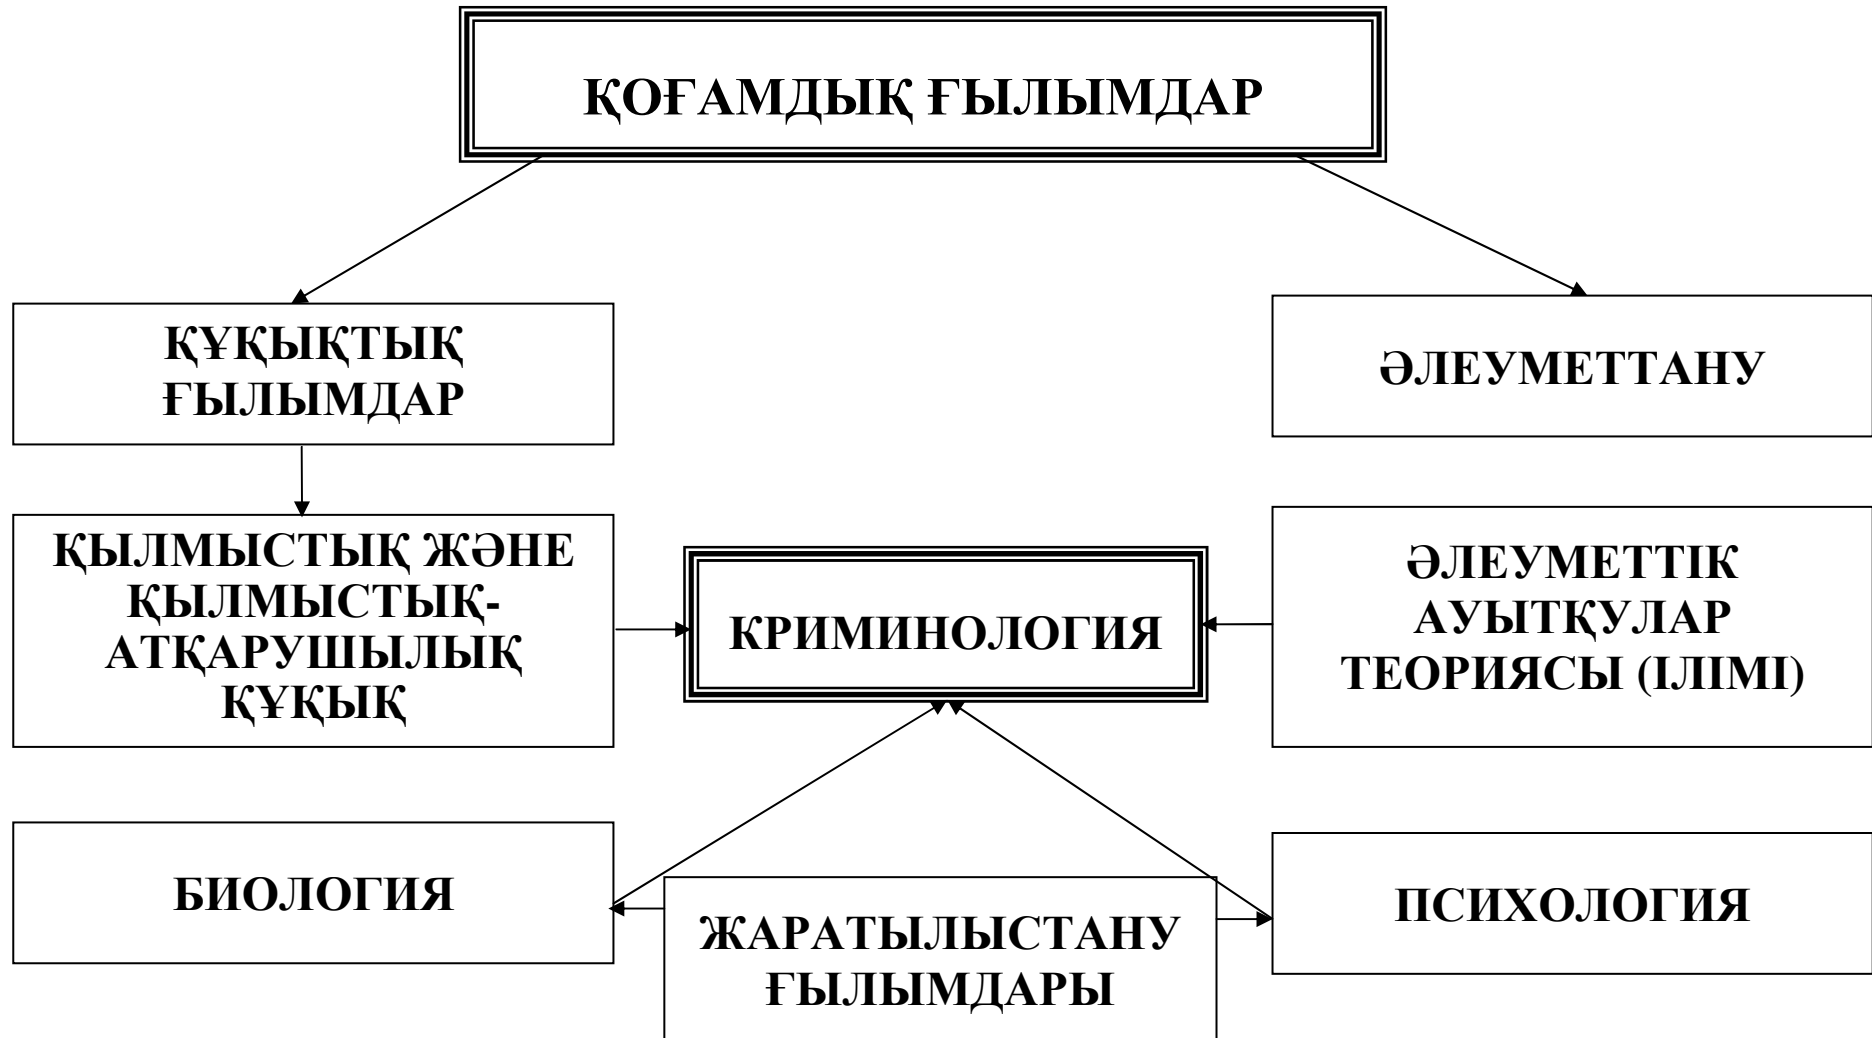 ҚОҒАМДЫҚ ҒЫЛЫМДАР
ҚҰҚЫҚТЫҚ
ҒЫЛЫМДАР
ӘЛЕУМЕТТАНУ
ҚЫЛМЫСТЫҚ ЖӘНЕ
ҚЫЛМЫСТЫҚ-
АТҚАРУШЫЛЫҚ
ҚҰҚЫҚ
КРИМИНОЛОГИЯ
ӘЛЕУМЕТТІК
АУЫТҚУЛАР
ТЕОРИЯСЫ (ІЛІМІ)
БИОЛОГИЯ
ЖАРАТЫЛЫСТАНУ
ҒЫЛЫМДАРЫ
ПСИХОЛОГИЯ